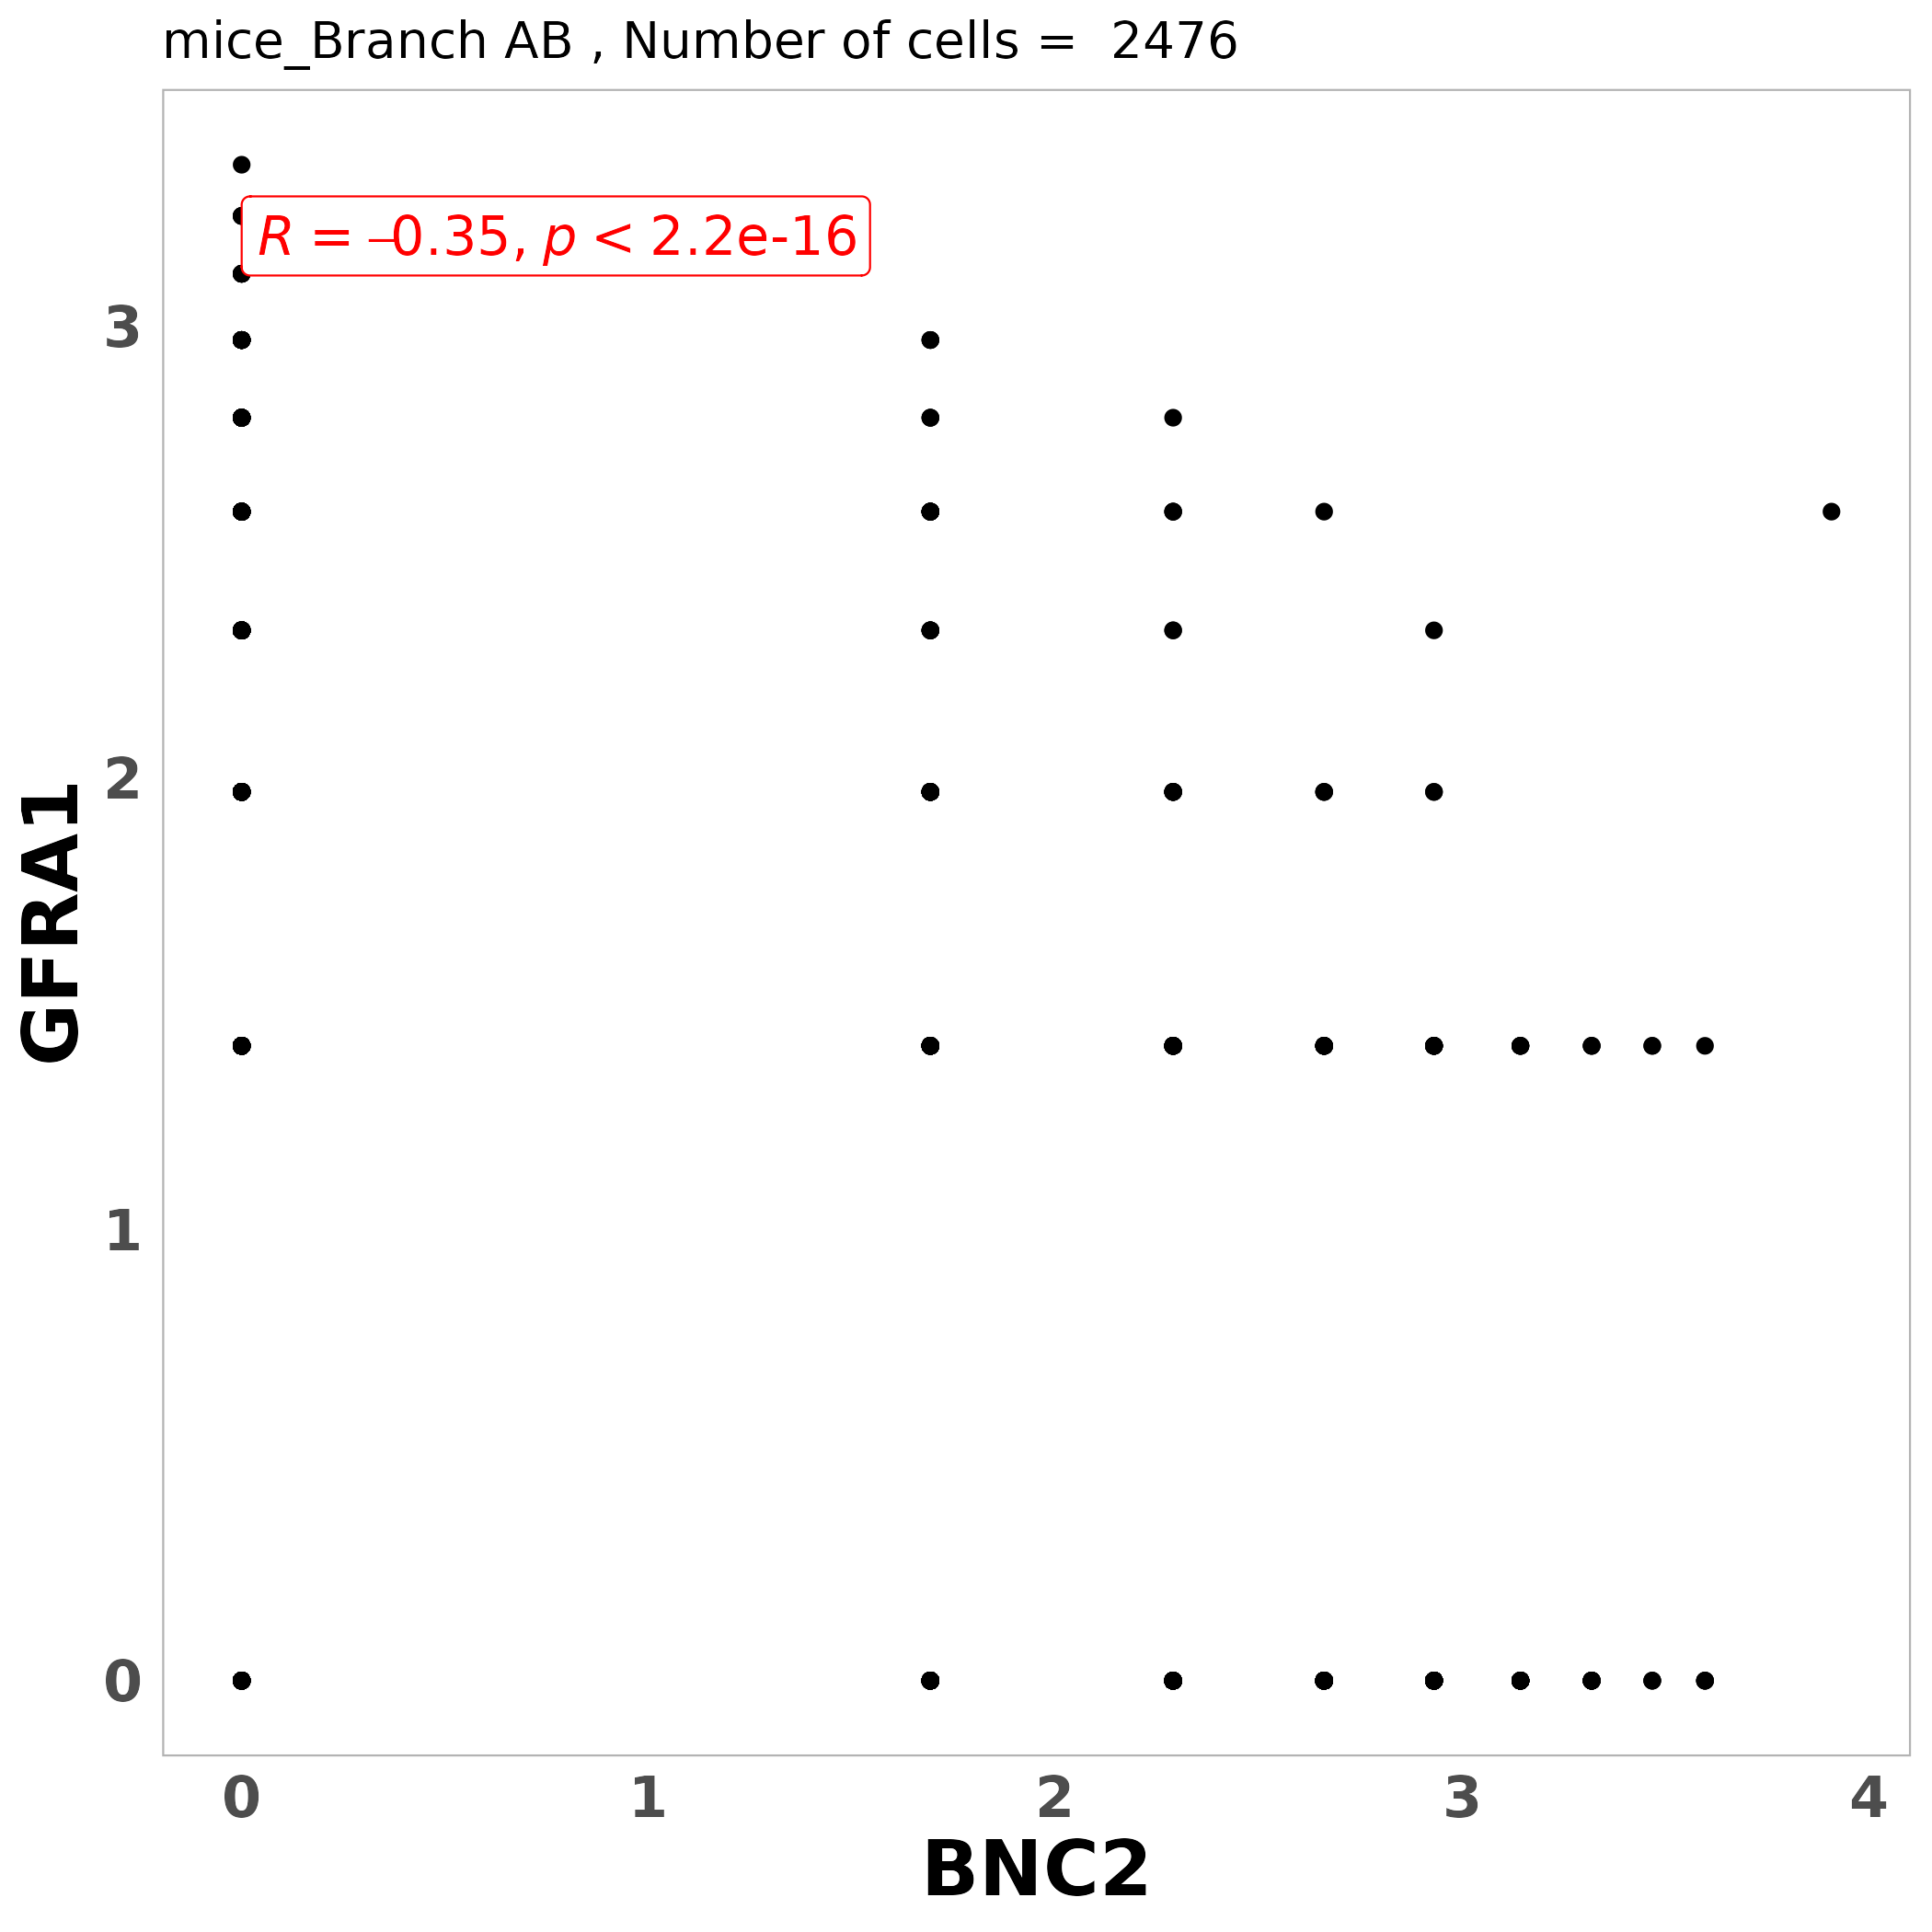 mice_Branch AB , Number of cells =  2476
R = –0.35, p < 2.2e-16
3
2
1
0
GFRA1
0 1 2 3 4
BNC2